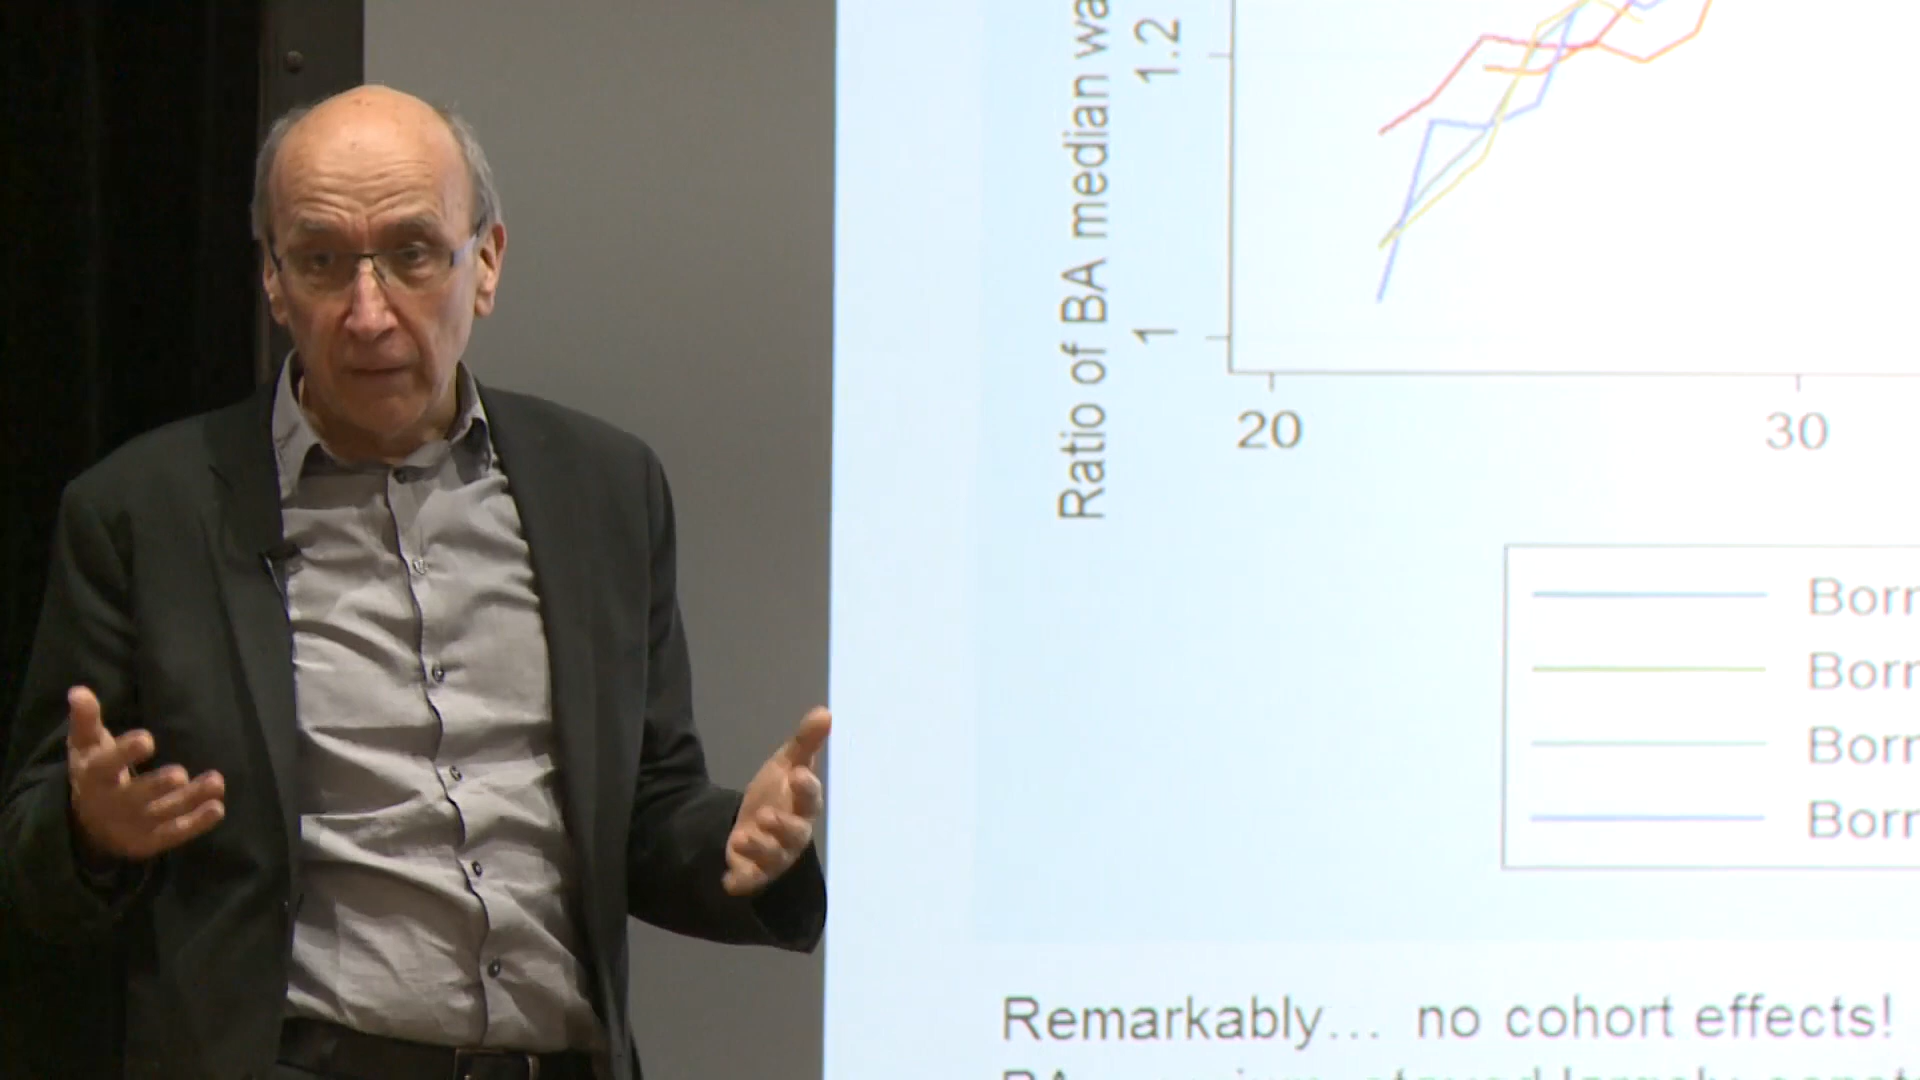 Ratio of BA median wa
1.2
1
20
30
Born
Born
Born
Born
Remarkably... no cohort effects!